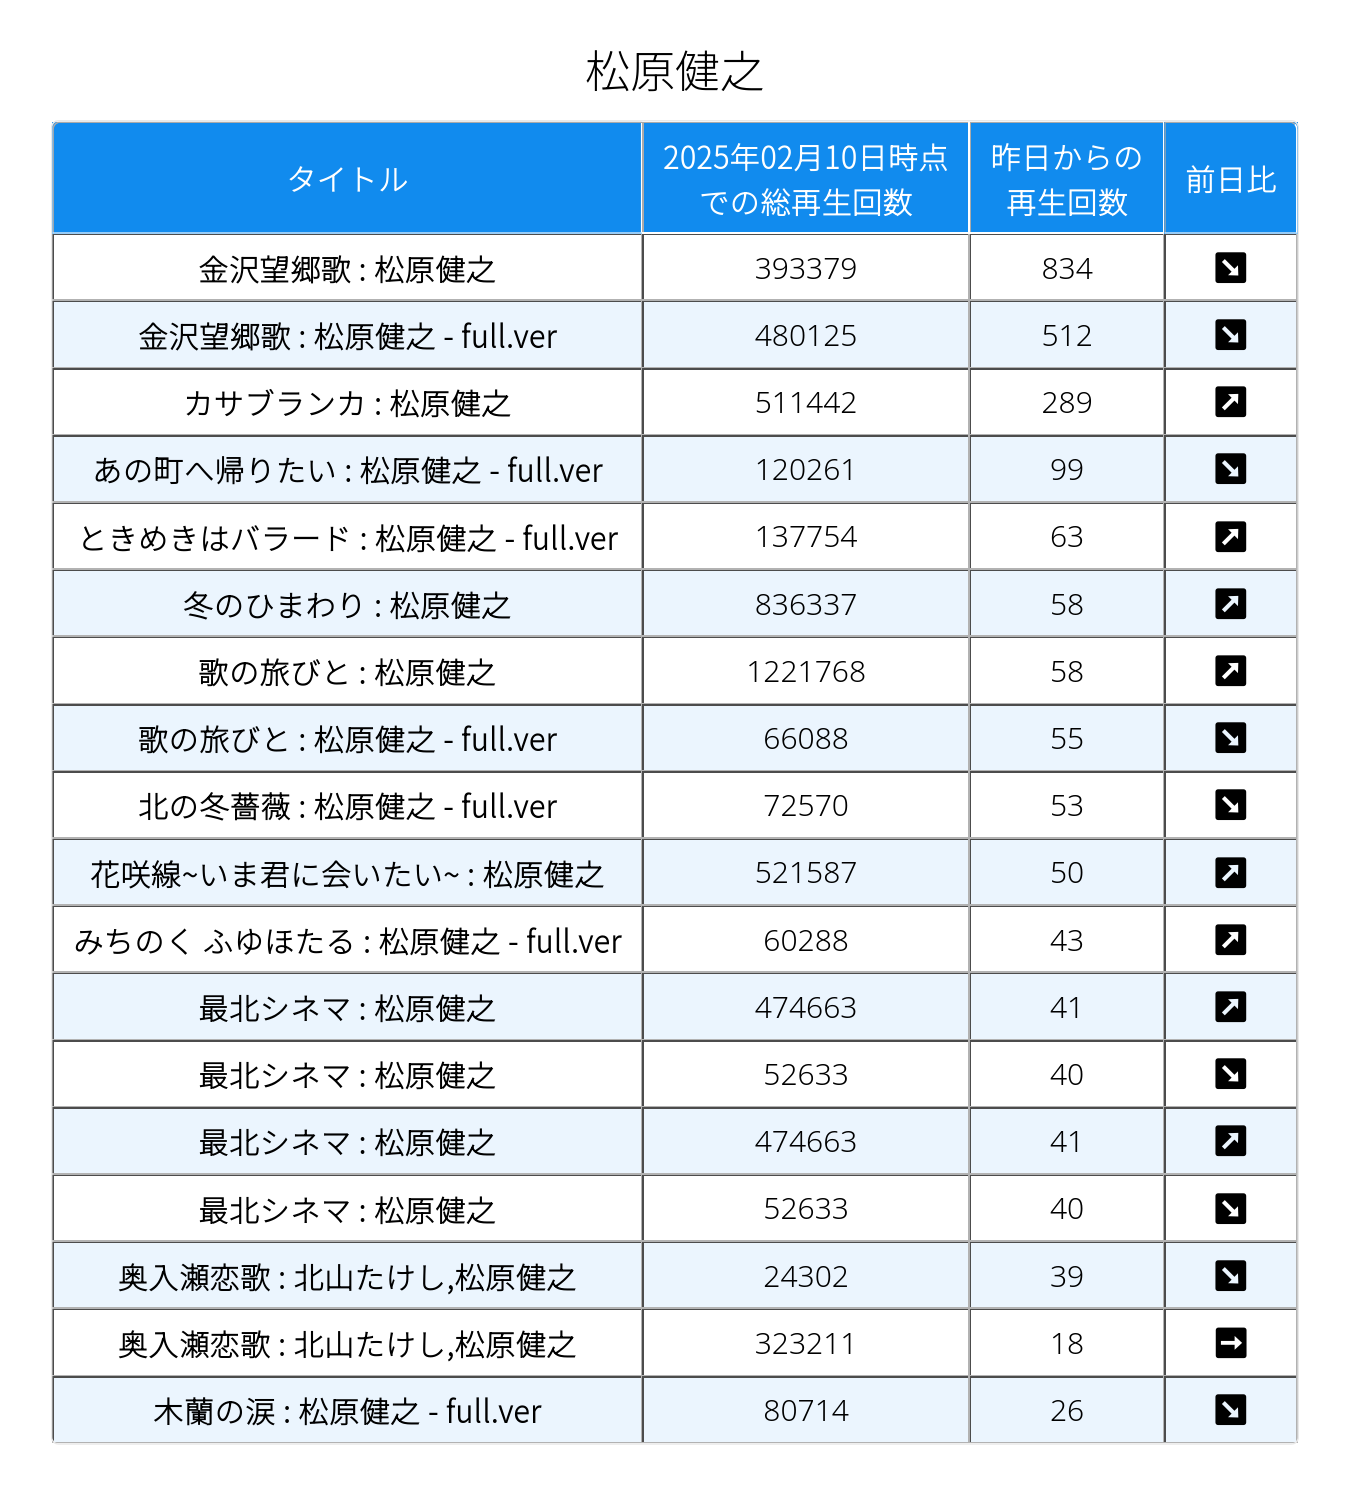 松原健之
タイトル
2025年02月10日時点
での総再生回数
昨日からの
再生回数
前日比
金沢望郷歌 : 松原健之 393379 834 ↘
金沢望郷歌 : 松原健之 - full.ver 480125 512 ↘
カサブランカ : 松原健之 511442 289 ↗
あの町へ帰りたい : 松原健之 - full.ver 120261 99 ↘
ときめきはバラード : 松原健之 - full.ver 137754 63 ↗
冬のひまわり : 松原健之 836337 58 ↗
歌の旅びと : 松原健之 1221768 58 ↗
歌の旅びと : 松原健之 - full.ver 66088 55 ↘
北の冬薔薇 : 松原健之 - full.ver 72570 53 ↘
花咲線~いま君に会いたい~ : 松原健之 521587 50 ↗
みちのく ふゆほたる : 松原健之 - full.ver 60288 43 ↗
最北シネマ : 松原健之 474663 41 ↗
最北シネマ : 松原健之 52633 40 ↘
最北シネマ : 松原健之 474663 41 ↗
最北シネマ : 松原健之 52633 40 ↘
奥入瀬恋歌 : 北山たけし,松原健之 24302 39 ↘
奥入瀬恋歌 : 北山たけし,松原健之 323211 18 →
木蘭の涙 : 松原健之 - full.ver 80714 26 ↘